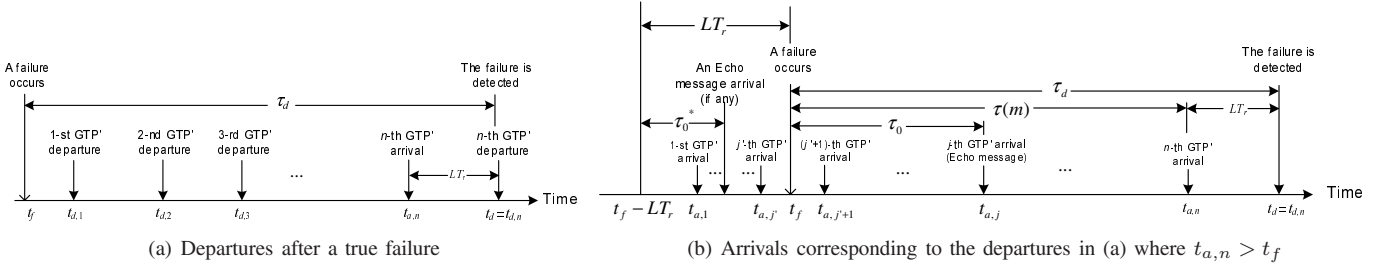 A failure
occurs
The failure is
detected
τ_d
1-st GTP'
departure
2-nd GTP'
departure
3-rd GTP'
departure
...
n-th GTP'
arrival
n-th GTP'
departure
LT_r
Time
t_f
t_{d,1}
t_{d,2}
t_{d,3}
t_{a,n}
t_d=t_{d,n}
(a) Departures after a true failure
LT_r
A failure
occurs
The failure is
detected
An Echo
message arrival
(if any)
τ_d
τ(m)
LT_r
τ_0^*
τ_0
1-st GTP'
arrival
...
...
j'-th GTP'
arrival
(j'+1)-th GTP'
arrival
...
j-th GTP' arrival
(Echo message)
...
n-th GTP'
arrival
Time
t_f − LT_r
t_{a,1}
t_{a,j'}
t_f
t_{a,j'+1}
t_{a,j}
t_{a,n}
t_d=t_{d,n}
(b) Arrivals corresponding to the departures in (a) where t_{a,n} > t_f